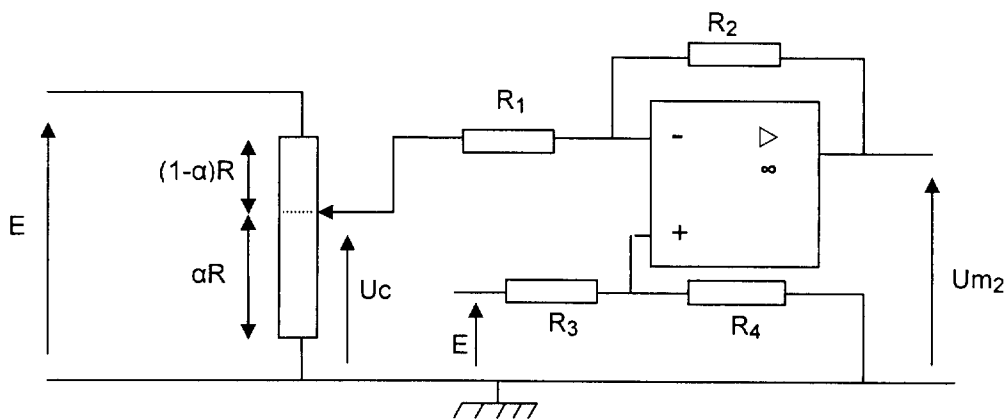 R2
R1
(1-α)R
-
▷
∞
E
αR
Uc
+
Um2
E
R3
R4